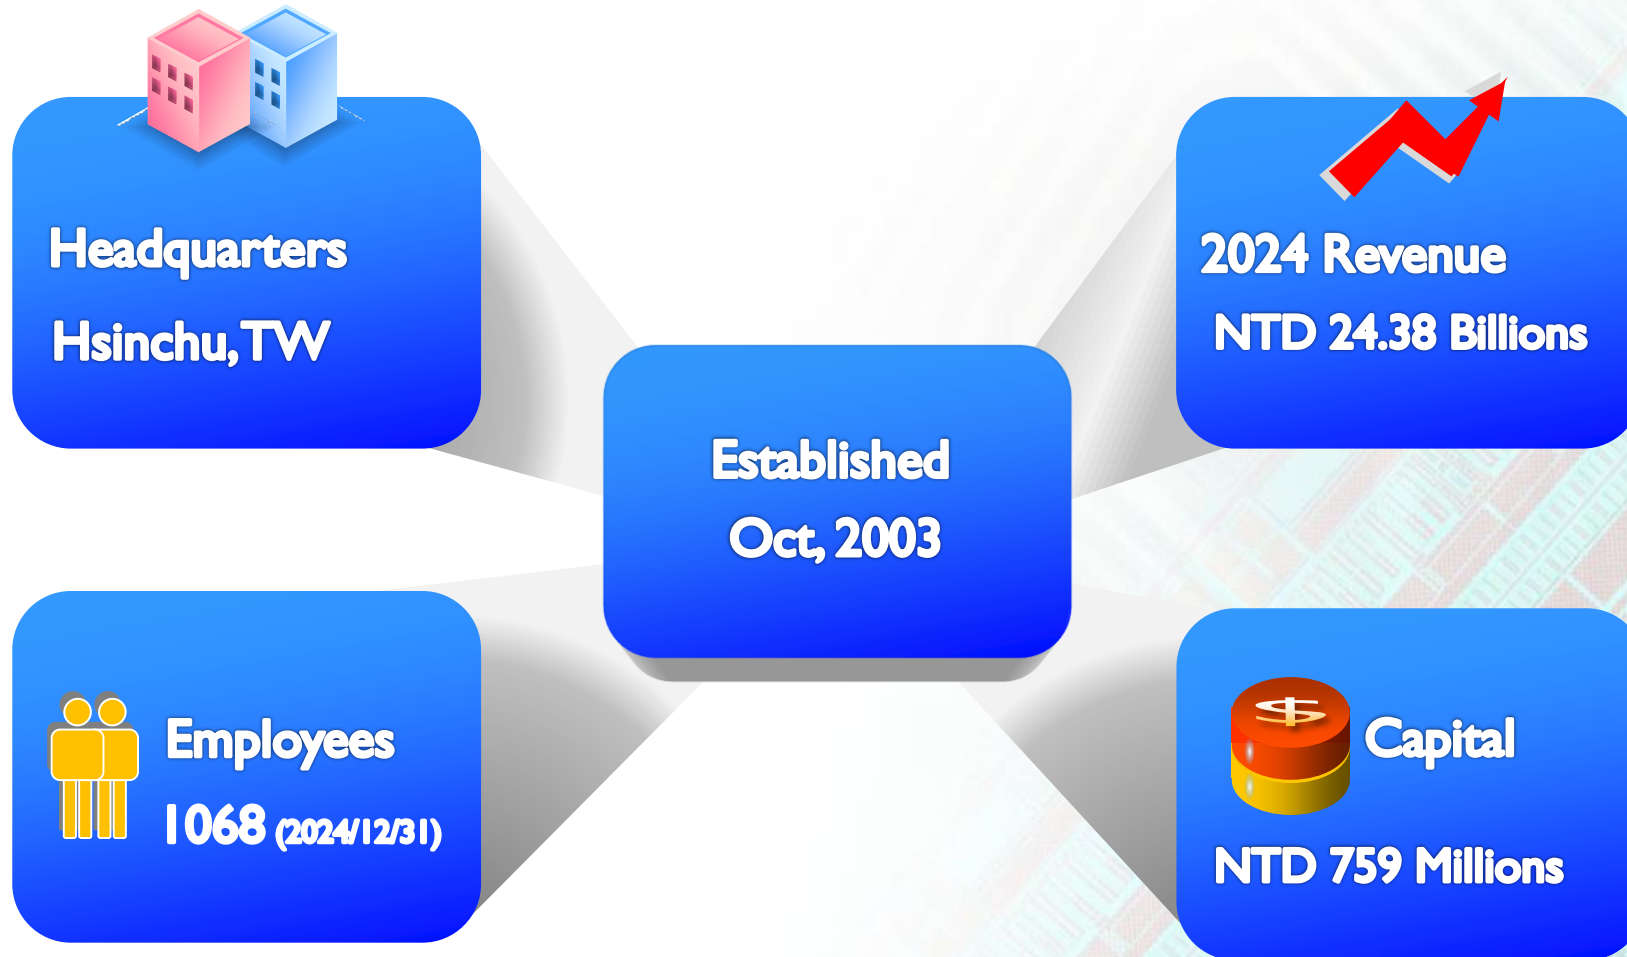 Headquarters
Hsinchu, TW
2024 Revenue
NTD 24.38 Billions
Established
Oct, 2003
Employees
1068 (2024/12/31)
$
Capital
NTD 759 Millions